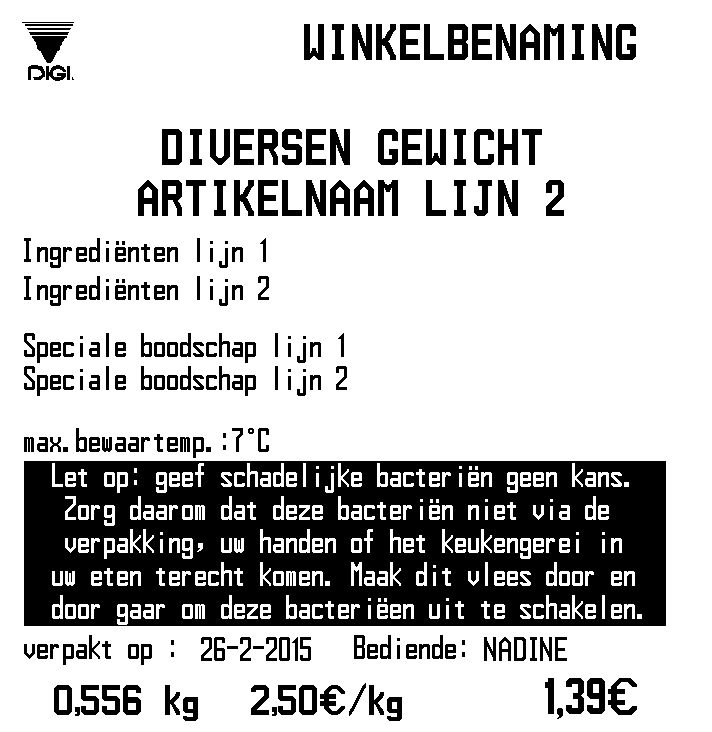 DIGI.
WINKELBENAMING
DIVERSEN GEWICHT
ARTIKELNAAM LIJN 2
Ingrediënten lijn 1
Ingrediënten lijn 2
Speciale boodschap lijn 1
Speciale boodschap lijn 2
max.bewaartemp.:7°C
Let op: geef schadelijke bacteriën geen kans.
Zorg daarom dat deze bacteriën niet via de
verpakking, uw handen of het keukengerei in
uw eten terecht komen. Maak dit vlees door en
door gaar om deze bacteriëen uit te schakelen.
verpakt op : 26-2-2015 Bediende: NADINE
0,556 kg 2,50€/kg 1,39€